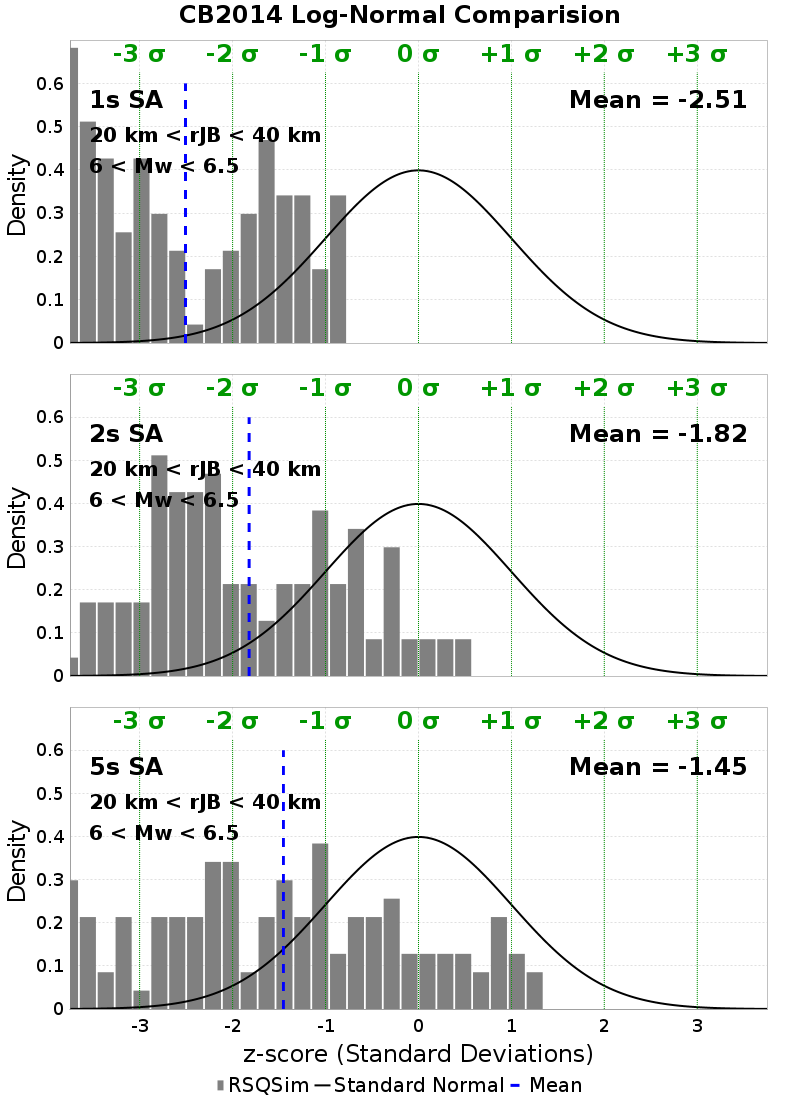 CB2014 Log-Normal Comparision
-3 σ -2 σ -1 σ 0 σ +1 σ +2 σ +3 σ
0.6
1s SA Mean = -2.51
0.5
20 km < rJB < 40 km
6 < Mw < 6.5
0.4
0.3
0.2
0.1
0
Density
-3 σ -2 σ -1 σ 0 σ +1 σ +2 σ +3 σ
0.6
2s SA Mean = -1.82
0.5
20 km < rJB < 40 km
6 < Mw < 6.5
0.4
0.3
0.2
0.1
0
Density
-3 σ -2 σ -1 σ 0 σ +1 σ +2 σ +3 σ
0.6
5s SA Mean = -1.45
0.5
20 km < rJB < 40 km
6 < Mw < 6.5
0.4
0.3
0.2
0.1
0
Density
-3 -2 -1 0 1 2 3
z-score (Standard Deviations)
RSQSim Standard Normal Mean